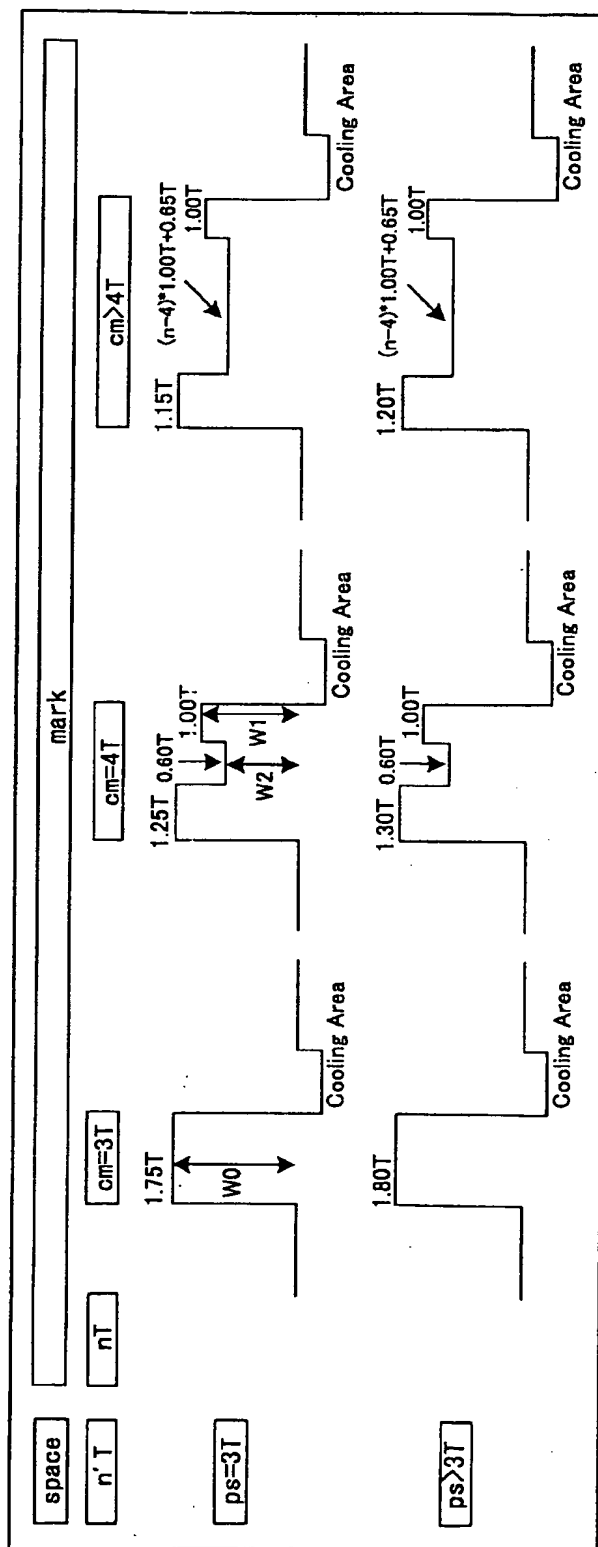 space
mark
n'T
nT
cm=3T
cm=4T
cm>4T
ps=3T
1.75T
W0
Cooling Area
1.25T
0.60T
1.00T
W2
W1
Cooling Area
1.15T
(n-4)*1.00T+0.65T
1.00T
Cooling Area
ps>3T
1.80T
Cooling Area
1.30T
0.60T
1.00T
Cooling Area
1.20T
(n-4)*1.00T+0.65T
1.00T
Cooling Area